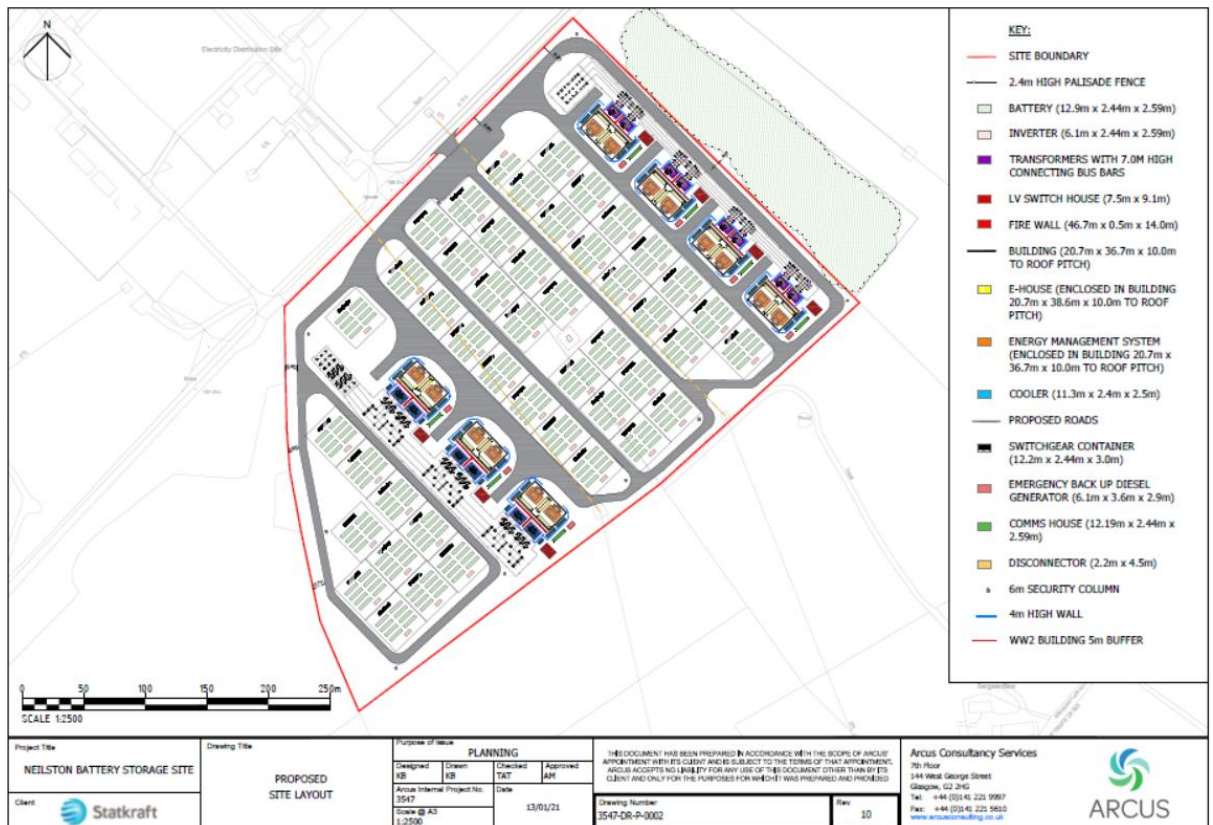 N
Electricity Distribution Site
KEY:
SITE BOUNDARY
2.4m HIGH PALISADE FENCE
BATTERY (12.9m x 2.44m x 2.59m)
INVERTER (6.1m x 2.44m x 2.59m)
TRANSFORMERS WITH 7.0M HIGH
CONNECTING BUS BARS
LV SWITCH HOUSE (7.5m x 9.1m)
FIRE WALL (46.7m x 0.5m x 14.0m)
BUILDING (20.7m x 36.7m x 10.0m
TO ROOF PITCH)
E-HOUSE (ENCLOSED IN BUILDING
20.7m x 38.6m x 10.0m TO ROOF
PITCH)
ENERGY MANAGEMENT SYSTEM
(ENCLOSED IN BUILDING 20.7m x
36.7m x 10.0m TO ROOF PITCH)
COOLER (11.3m x 2.4m x 2.5m)
PROPOSED ROADS
SWITCHGEAR CONTAINER
(12.2m x 2.44m x 3.0m)
EMERGENCY BACK UP DIESEL
GENERATOR (6.1m x 3.6m x 2.9m)
COMMS HOUSE (12.19m x 2.44m x
2.59m)
DISCONNECTOR (2.2m x 4.5m)
6m SECURITY COLUMN
4m HIGH WALL
WW2 BUILDING 5m BUFFER
0 50 100 150 200 250m
SCALE 1:2500
Project Title
NEILSTON BATTERY STORAGE SITE
Client
Statkraft
Drawing Title
PROPOSED
SITE LAYOUT
Purpose of Issue
PLANNING
Designed Drawn Checked Approved
KB KB TAT AM
Arcus Internal Project No. Date
3547
13/01/21
Scale @ A3
1:2500
THIS DOCUMENT HAS BEEN PREPARED IN ACCORDANCE WITH THE SCOPE OF ARCUS'
APPOINTMENT WITH ITS CLIENT AND IS SUBJECT TO THE TERMS OF THAT APPOINTMENT.
ARCUS ACCEPTS NO LIABILITY FOR ANY USE OF THIS DOCUMENT OTHER THAN BY ITS
CLIENT AND ONLY FOR THE PURPOSES FOR WHICH IT WAS PREPARED AND PROVIDED
Drawing Number Rev
3547-DR-P-0002 10
Arcus Consultancy Services
7th Floor
144 West George Street
Glasgow, G2 2HG
Tel: +44 (0)141 221 9997
Fax: +44 (0)141 221 5610
www.arcusconsulting.co.uk
ARCUS